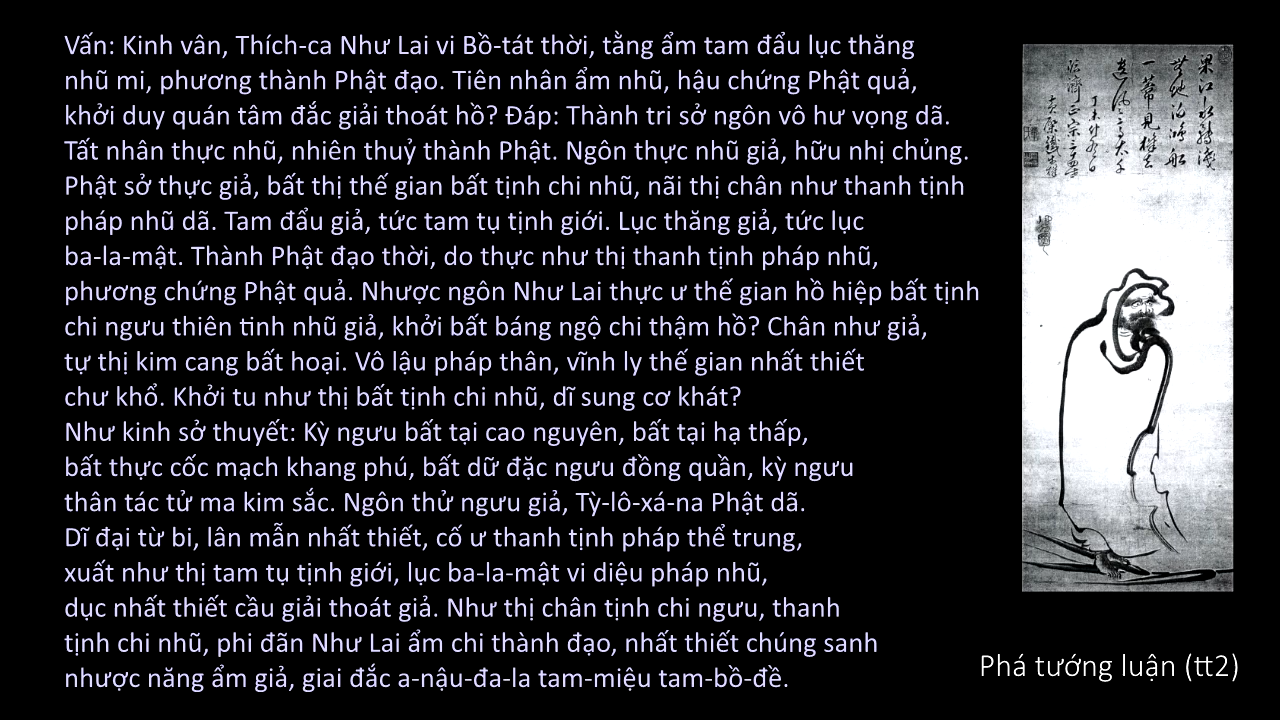 Vấn: Kinh vân, Thích-ca Như Lai vi Bồ-tát thời, tằng ẩm tam đẩu lục thăng
nhũ mi, phương thành Phật đạo. Tiên nhân ẩm nhũ, hậu chứng Phật quả,
khởi duy quán tâm đắc giải thoát hồ? Đáp: Thành tri sở ngôn vô hư vọng dã.
Tất nhân thực nhũ, nhiên thuỷ thành Phật. Ngôn thực nhũ giả, hữu nhị chủng.
Phật sở thực giả, bất thị thế gian bất tịnh chi nhũ, nãi thị chân như thanh tịnh
pháp nhũ dã. Tam đẩu giả, tức tam tụ tịnh giới. Lục thăng giả, tức lục
ba-la-mật. Thành Phật đạo thời, do thực như thị thanh tịnh pháp nhũ,
phương chứng Phật quả. Nhược ngôn Như Lai thực ư thế gian hồ hiệp bất tịnh
chi ngưu thiên tinh nhũ giả, khởi bất báng ngộ chi thậm hồ? Chân như giả,
tự thị kim cang bất hoại. Vô lậu pháp thân, vĩnh ly thế gian nhất thiết
chư khổ. Khởi tu như thị bất tịnh chi nhũ, dĩ sung cơ khát?
Như kinh sở thuyết: Kỳ ngưu bất tại cao nguyên, bất tại hạ thấp,
bất thực cốc mạch khang phú, bất dữ đặc ngưu đồng quần, kỳ ngưu
thân tác tử ma kim sắc. Ngôn thử ngưu giả, Tỳ-lô-xá-na Phật dã.
Dĩ đại từ bi, lân mẫn nhất thiết, cố ư thanh tịnh pháp thể trung,
xuất như thị tam tụ tịnh giới, lục ba-la-mật vi diệu pháp nhũ,
dục nhất thiết cầu giải thoát giả. Như thị chân tịnh chi ngưu, thanh
tịnh chi nhũ, phi đãn Như Lai ẩm chi thành đạo, nhất thiết chúng sanh
nhược năng ẩm giả, giai đắc a-nậu-đa-la tam-miệu tam-bồ-đề.
Phá tướng luận (tt2)